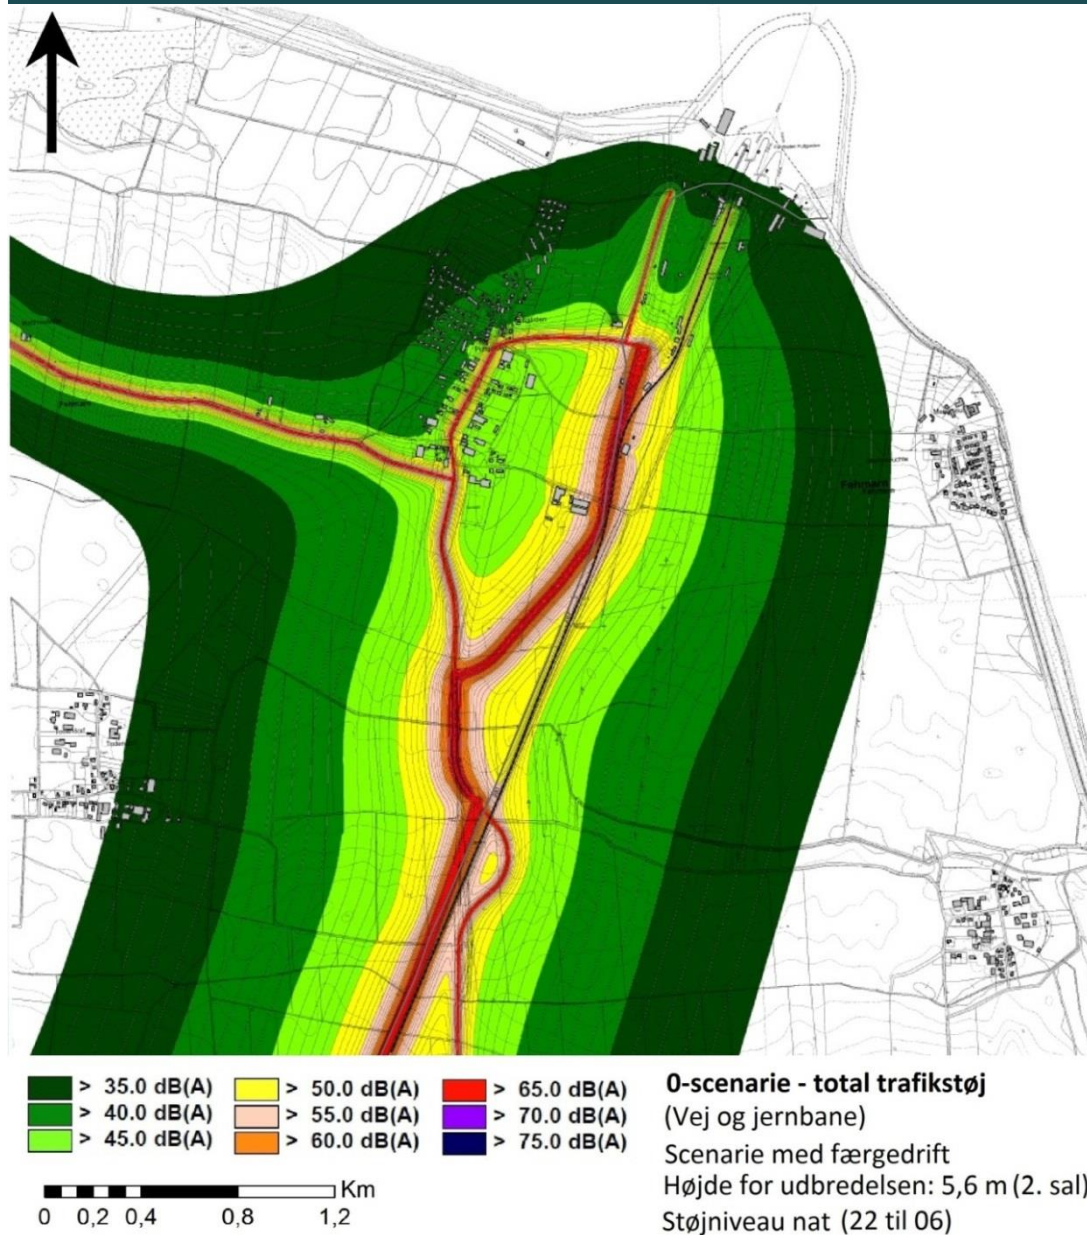 Fehmarn
> 35.0 dB(A)
> 40.0 dB(A)
> 45.0 dB(A)
> 50.0 dB(A)
> 55.0 dB(A)
> 60.0 dB(A)
> 65.0 dB(A)
> 70.0 dB(A)
> 75.0 dB(A)
0-scenarie - total trafikstøj
(Vej og jernbane)
Scenarie med færgedrift
Højde for udbredelsen: 5,6 m (2. sal)
Støjniveau nat (22 til 06)
Km
0 0,2 0,4 0,8 1,2